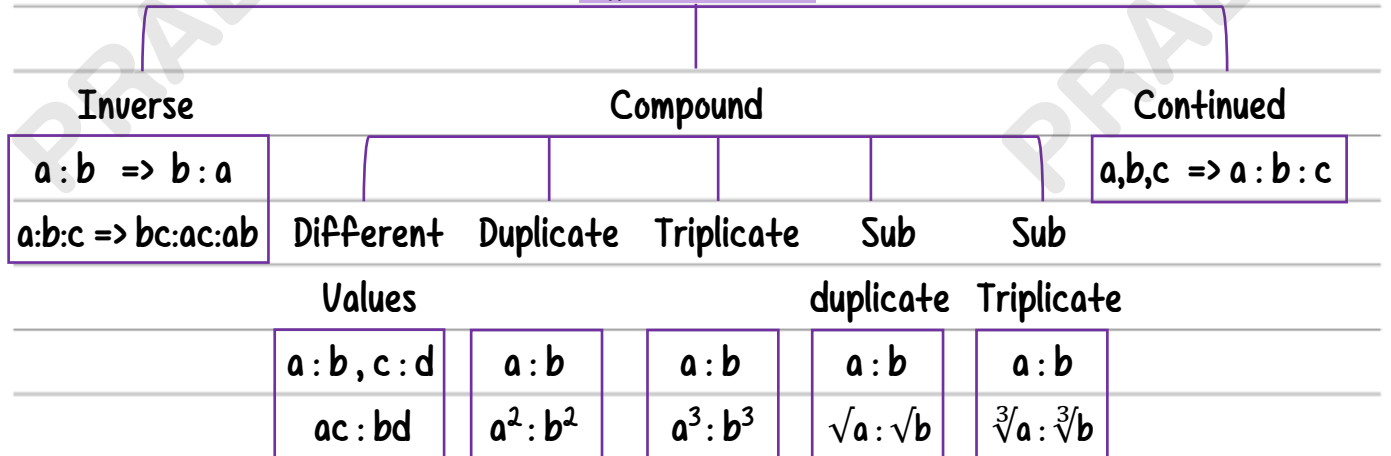 Inverse Compound Continued
a : b => b : a a,b,c => a : b : c
a:b:c => bc:ac:ab Different Duplicate Triplicate Sub Sub
Values duplicate Triplicate
a : b , c : d a : b a : b a : b a : b
ac : bd a² : b² a³ : b³ √a : √b ∛a : ∛b